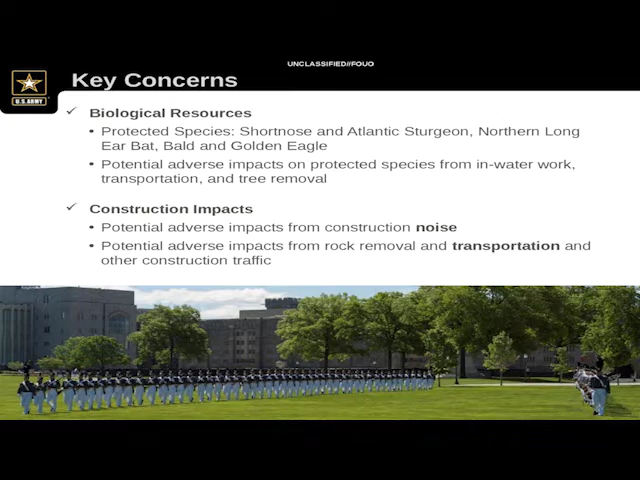 UNCLASSIFIED//FOUO
Key Concerns
U.S. ARMY
Biological Resources
• Protected Species: Shortnose and Atlantic Sturgeon, Northern Long
Ear Bat, Bald and Golden Eagle
• Potential adverse impacts on protected species from in-water work,
transportation, and tree removal
Construction Impacts
• Potential adverse impacts from construction noise
• Potential adverse impacts from rock removal and transportation and
other construction traffic